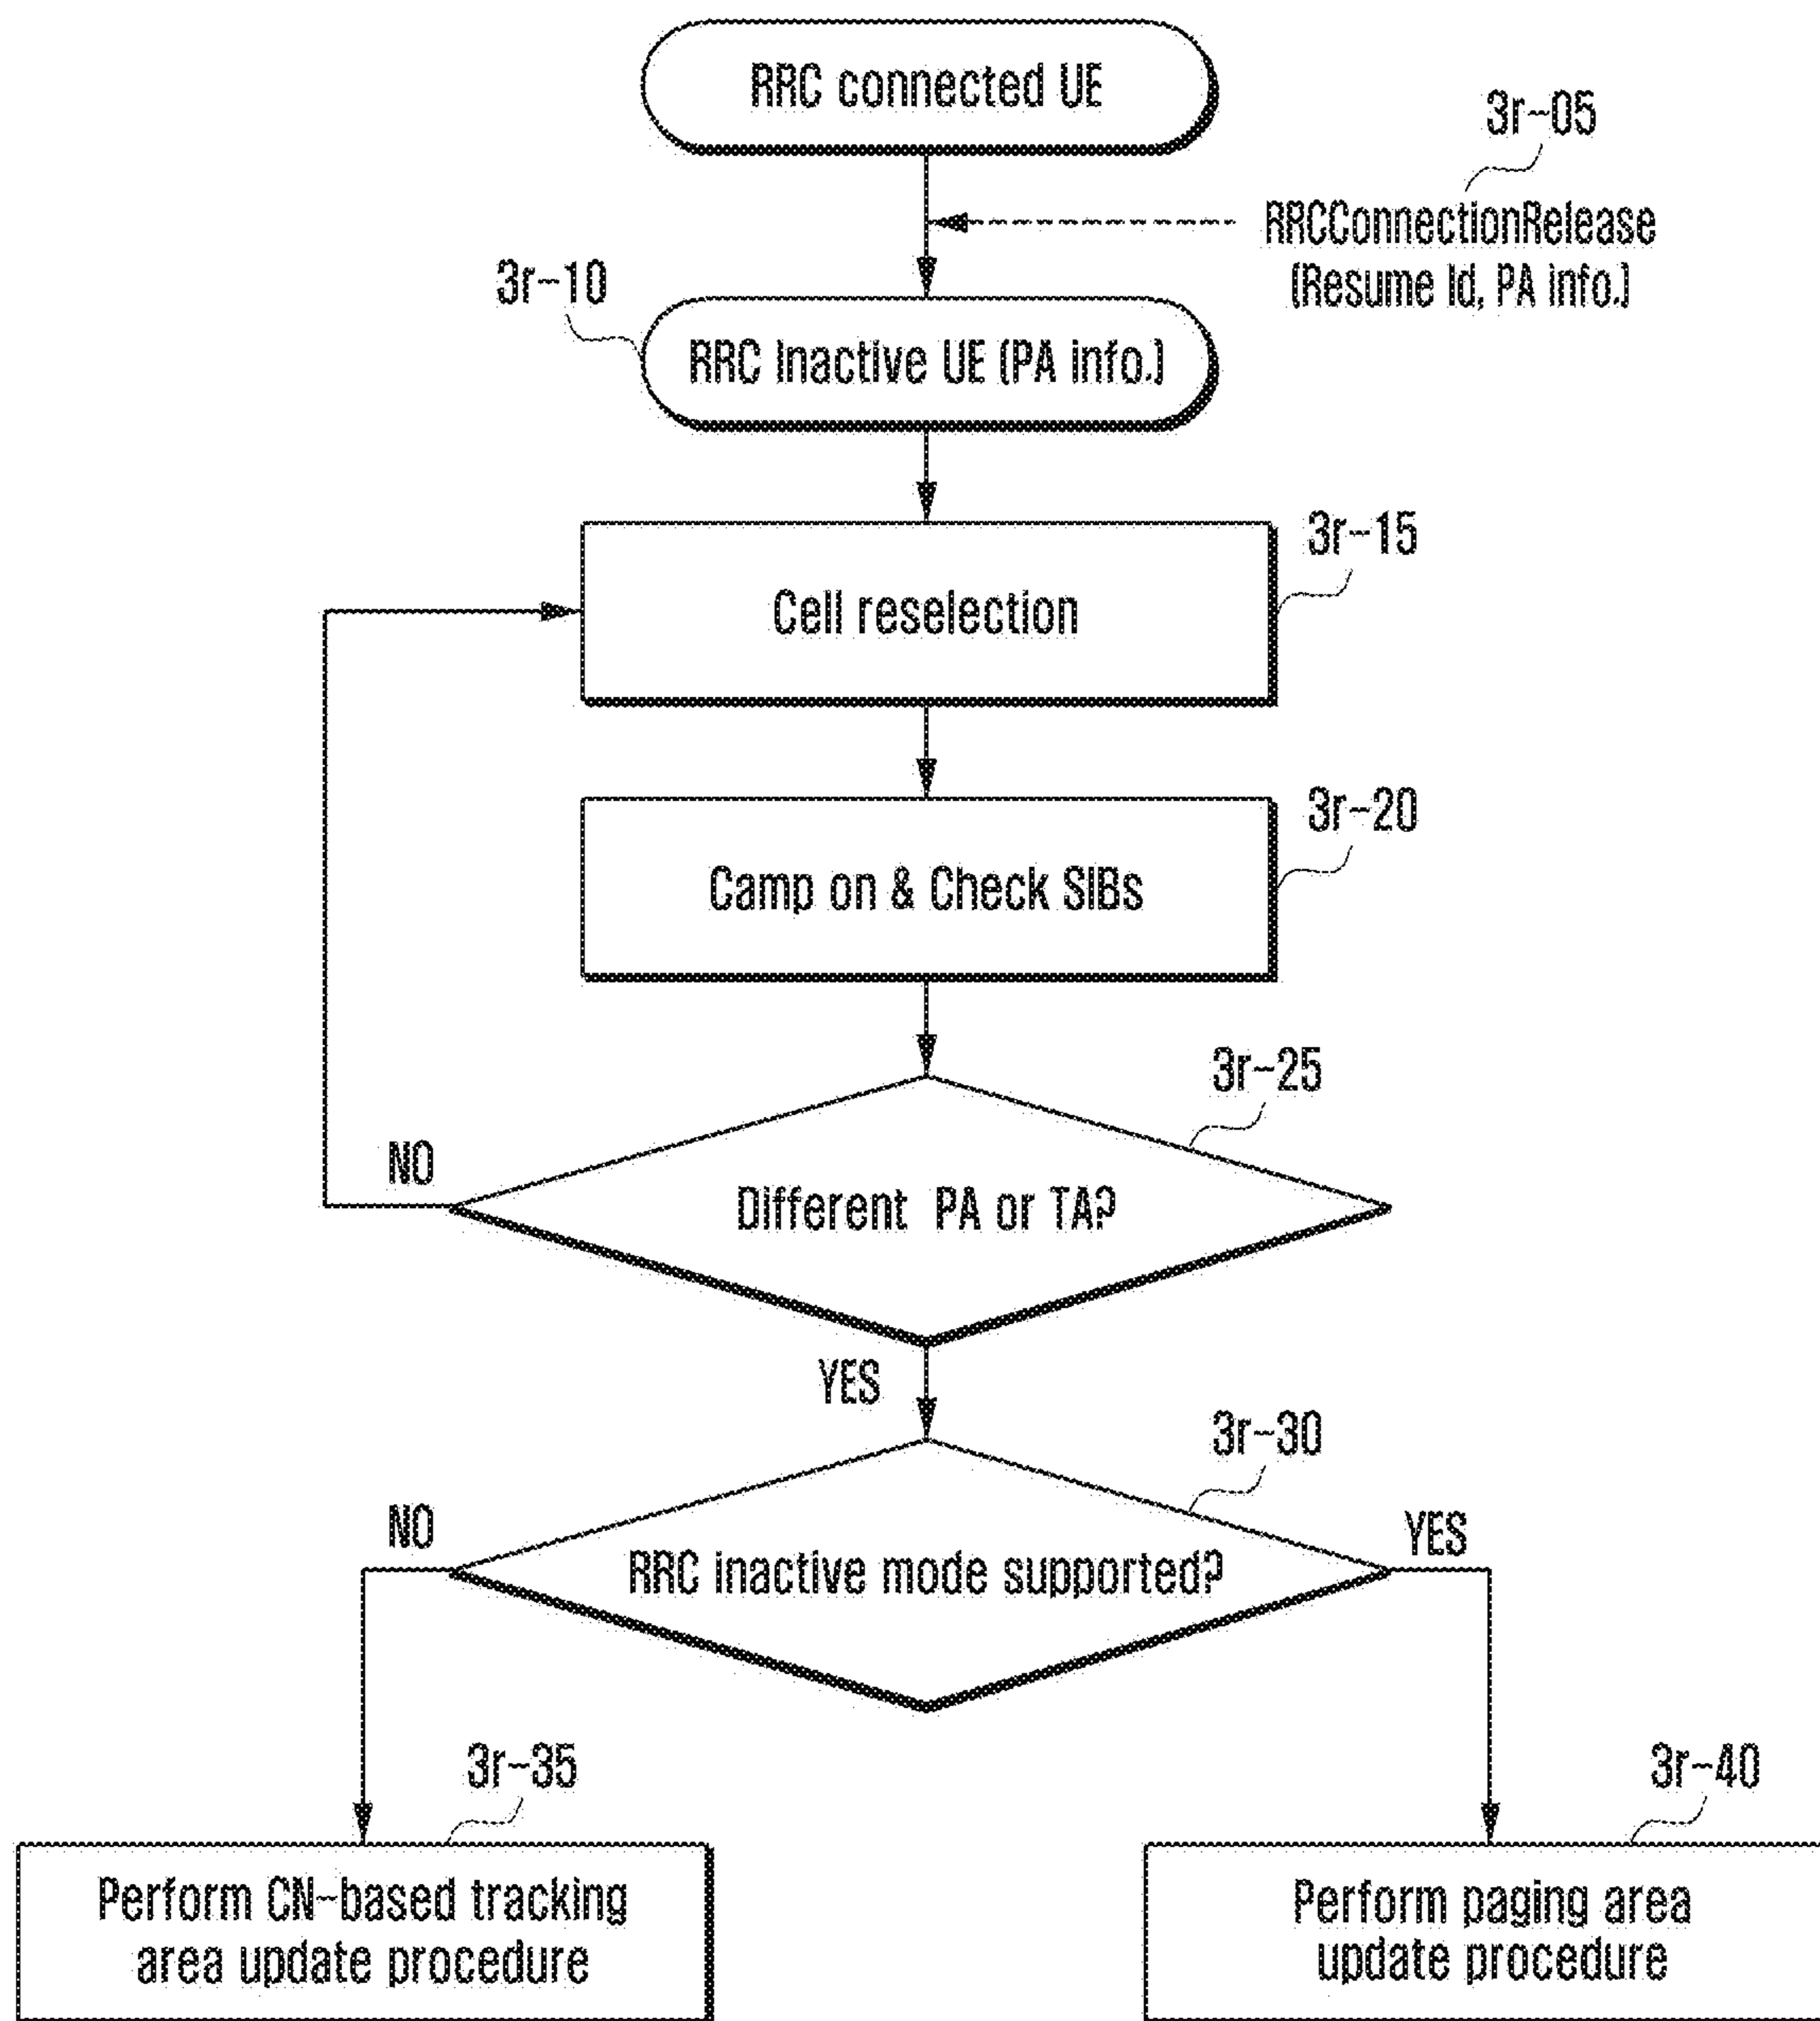 RRC connected UE
3r-05
RRCConnectionRelease
(Resume Id, PA info.)
3r-10
RRC Inactive UE (PA info.)
3r-15
Cell reselection
3r-20
Camp on & Check SIBs
3r-25
NO
Different PA or TA?
YES
3r-30
NO
YES
RRC inactive mode supported?
3r-35
3r-40
Perform CN-based tracking
area update procedure
Perform paging area
update procedure